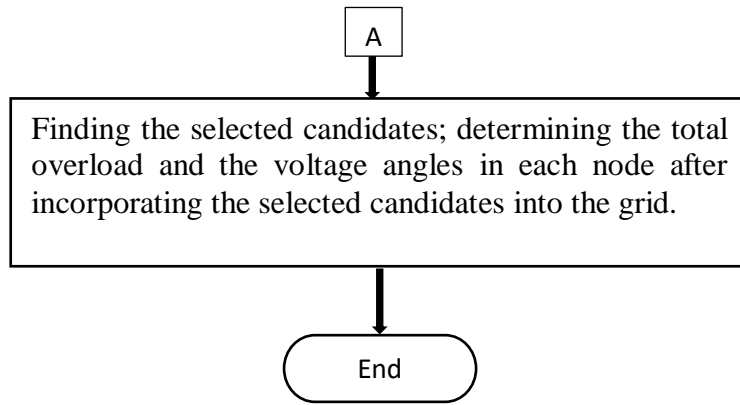 A
Finding the selected candidates; determining the total
overload and the voltage angles in each node after
incorporating the selected candidates into the grid.
End